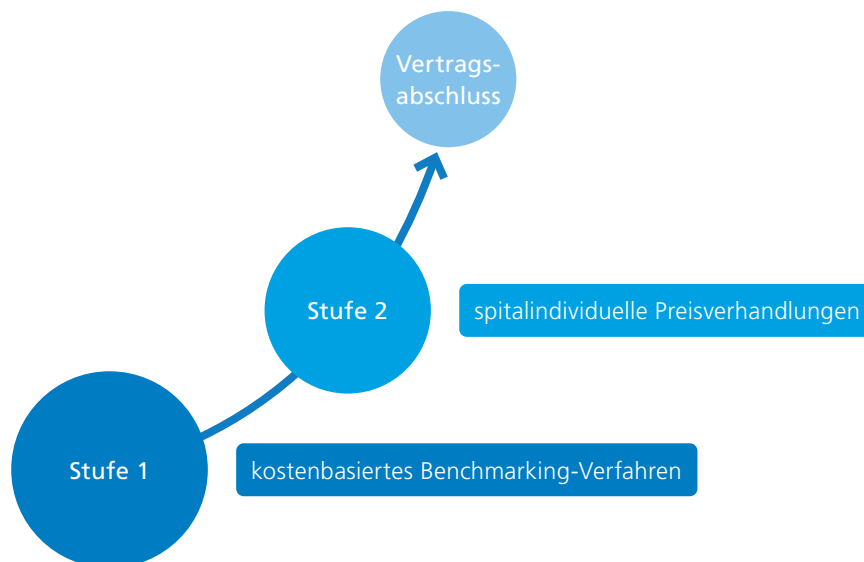 Vertrags-
abschluss
Stufe 2
spitalindividuelle Preisverhandlungen
Stufe 1
kostenbasiertes Benchmarking-Verfahren